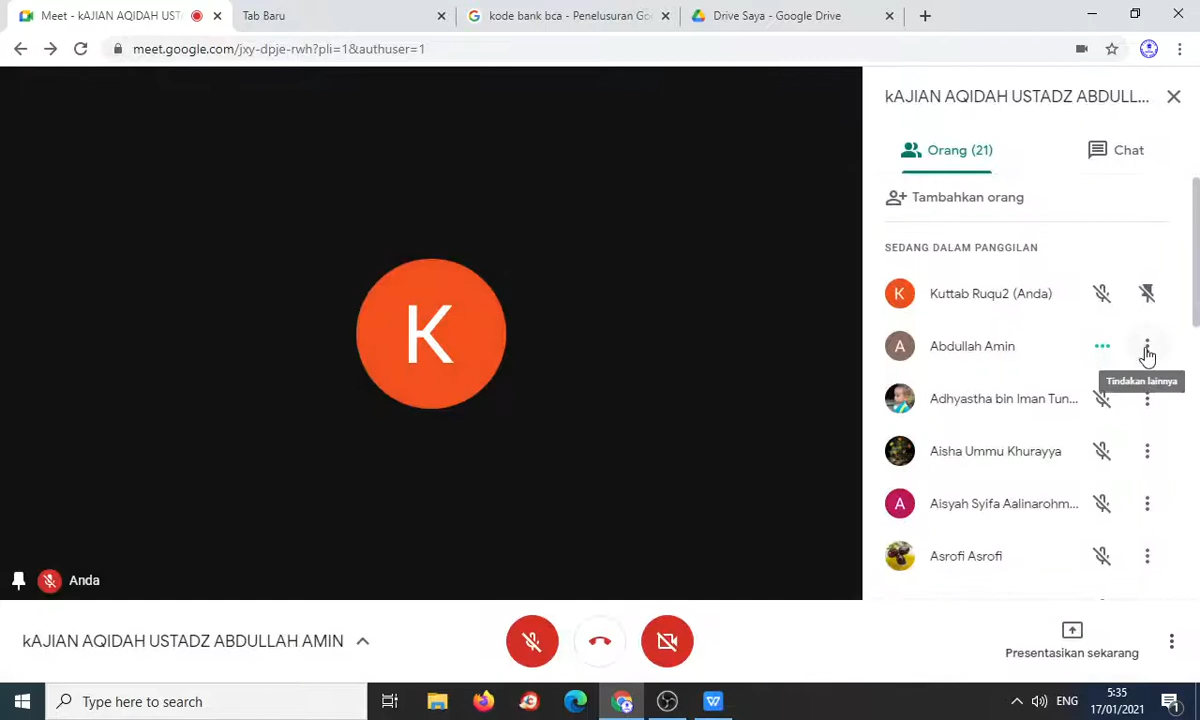 Meet - kAJIAN AQIDAH UST
Tab Baru
kode bank bca - Penelusuran Go
Drive Saya - Google Drive
meet.google.com/jxy-dpje-rwh?pli=1&authuser=1
K
Anda
kAJIAN AQIDAH USTADZ ABDULL...
Orang (21)
Chat
Tambahkan orang
SEDANG DALAM PANGGILAN
K
Kuttab Ruqu2 (Anda)
A
Abdullah Amin
Tindakan lainnya
Adhyastha bin Iman Tun...
Aisha Ummu Khurayya
A
Aisyah Syifa Aalinarohm...
Asrofi Asrofi
kAJIAN AQIDAH USTADZ ABDULLAH AMIN
Presentasikan sekarang
Type here to search
W
ENG
5:35
17/01/2021
1